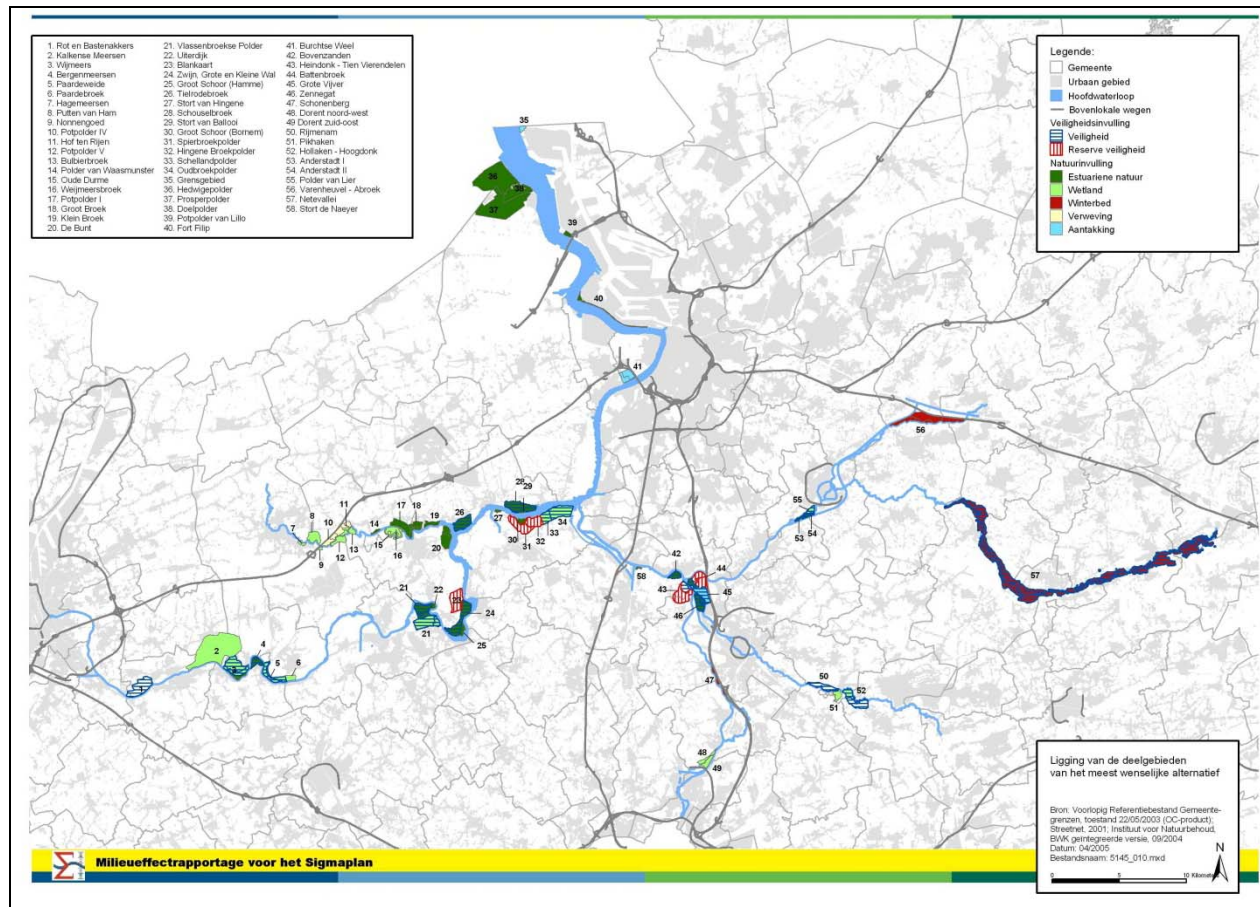 1. Rot en Bastenakkers
2. Kalkense Meersen
3. Wijmeers
4. Bergenmeersen
5. Paardeweide
6. Paardebroek
7. Hagemeersen
8. Putten van Ham
9. Nonnengoed
10. Potpolder IV
11. Hof ten Rijen
12. Potpolder V
13. Bulbierbroek
14. Polder van Waasmunster
15. Oude Durme
16. Weijmeersbroek
17. Potpolder I
18. Groot Broek
19. Klein Broek
20. De Bunt
21. Vlassenbroekse Polder
22. Uiterdijk
23. Blankaart
24. Zwijn, Grote en Kleine Wal
25. Groot Schoor (Hamme)
26. Tielrodebroek
27. Stort van Hingene
28. Schouselbroek
29. Stort van Ballooi
30. Groot Schoor (Bornem)
31. Spierbroekpolder
32. Hingene Broekpolder
33. Schellandpolder
34. Oudbroekpolder
35. Grensgebied
36. Hedwigepolder
37. Prosperpolder
38. Doelpolder
39. Potpolder van Lillo
40. Fort Filip
41. Burchtse Weel
42. Bovenzanden
43. Heindonk - Tien Vierendelen
44. Battenbroek
45. Grote Vijver
46. Zennegat
47. Schonenberg
48. Dorent noord-west
49 Dorent zuid-oost
50. Rijmenam
51. Pikhaken
52. Hollaken - Hoogdonk
53. Anderstadt I
54. Anderstadt II
55. Polder van Lier
56. Varenheuvel - Abroek
57. Netevallei
58. Stort de Naeyer
Legende:
Gemeente
Urbaan gebied
Hoofdwaterloop
Bovenlokale wegen
Veiligheidsinvulling
Veiligheid
Reserve veiligheid
Natuurinvulling
Estuariene natuur
Wetland
Winterbed
Verweving
Aantakking
35
36
38
37
39
40
41
56
28
29
26
27
34
33
32
31
30
17
18
19
11
8
10
14
7
13
12
15
16
9
20
55
54
53
57
42
44
58
43
45
46
21
22
23
24
21
25
2
4
3
5
6
1
47
50
52
51
48
49
Ligging van de deelgebieden
van het meest wenselijke alternatief
Bron: Voorlopig Referentiebestand Gemeente-
grenzen, toestand 22/05/2003 (OC-product);
Streetnet, 2001; Instituut voor Natuurbehoud,
BWK geïntegreerde versie, 09/2004
Datum: 04/2005
Bestandsnaam: 5145_010.mxd
N
0 5 10 Kilometers
Milieueffectrapportage voor het Sigmaplan